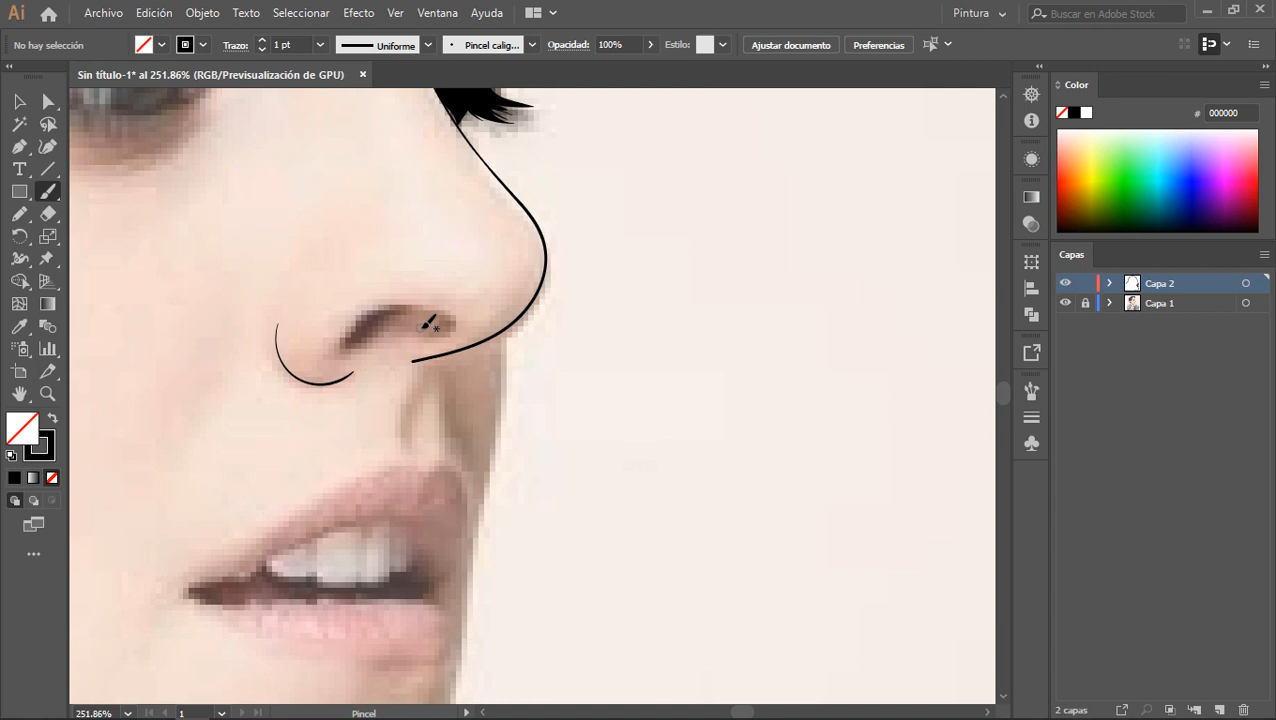 Ai Archivo Edición Objeto Texto Seleccionar Efecto Ver Ventana Ayuda Pintura Buscar en Adobe Stock
No hay selección Trazo: 1 pt Uniforme Pincel calig... Opacidad: 100% Estilo: Ajustar documento Preferencias
Sin título-1* al 251.86% (RGB/Previsualización de GPU)
Color
# 000000
Capas
Capa 2
Capa 1
251.86% 1 Pincel 2 capas